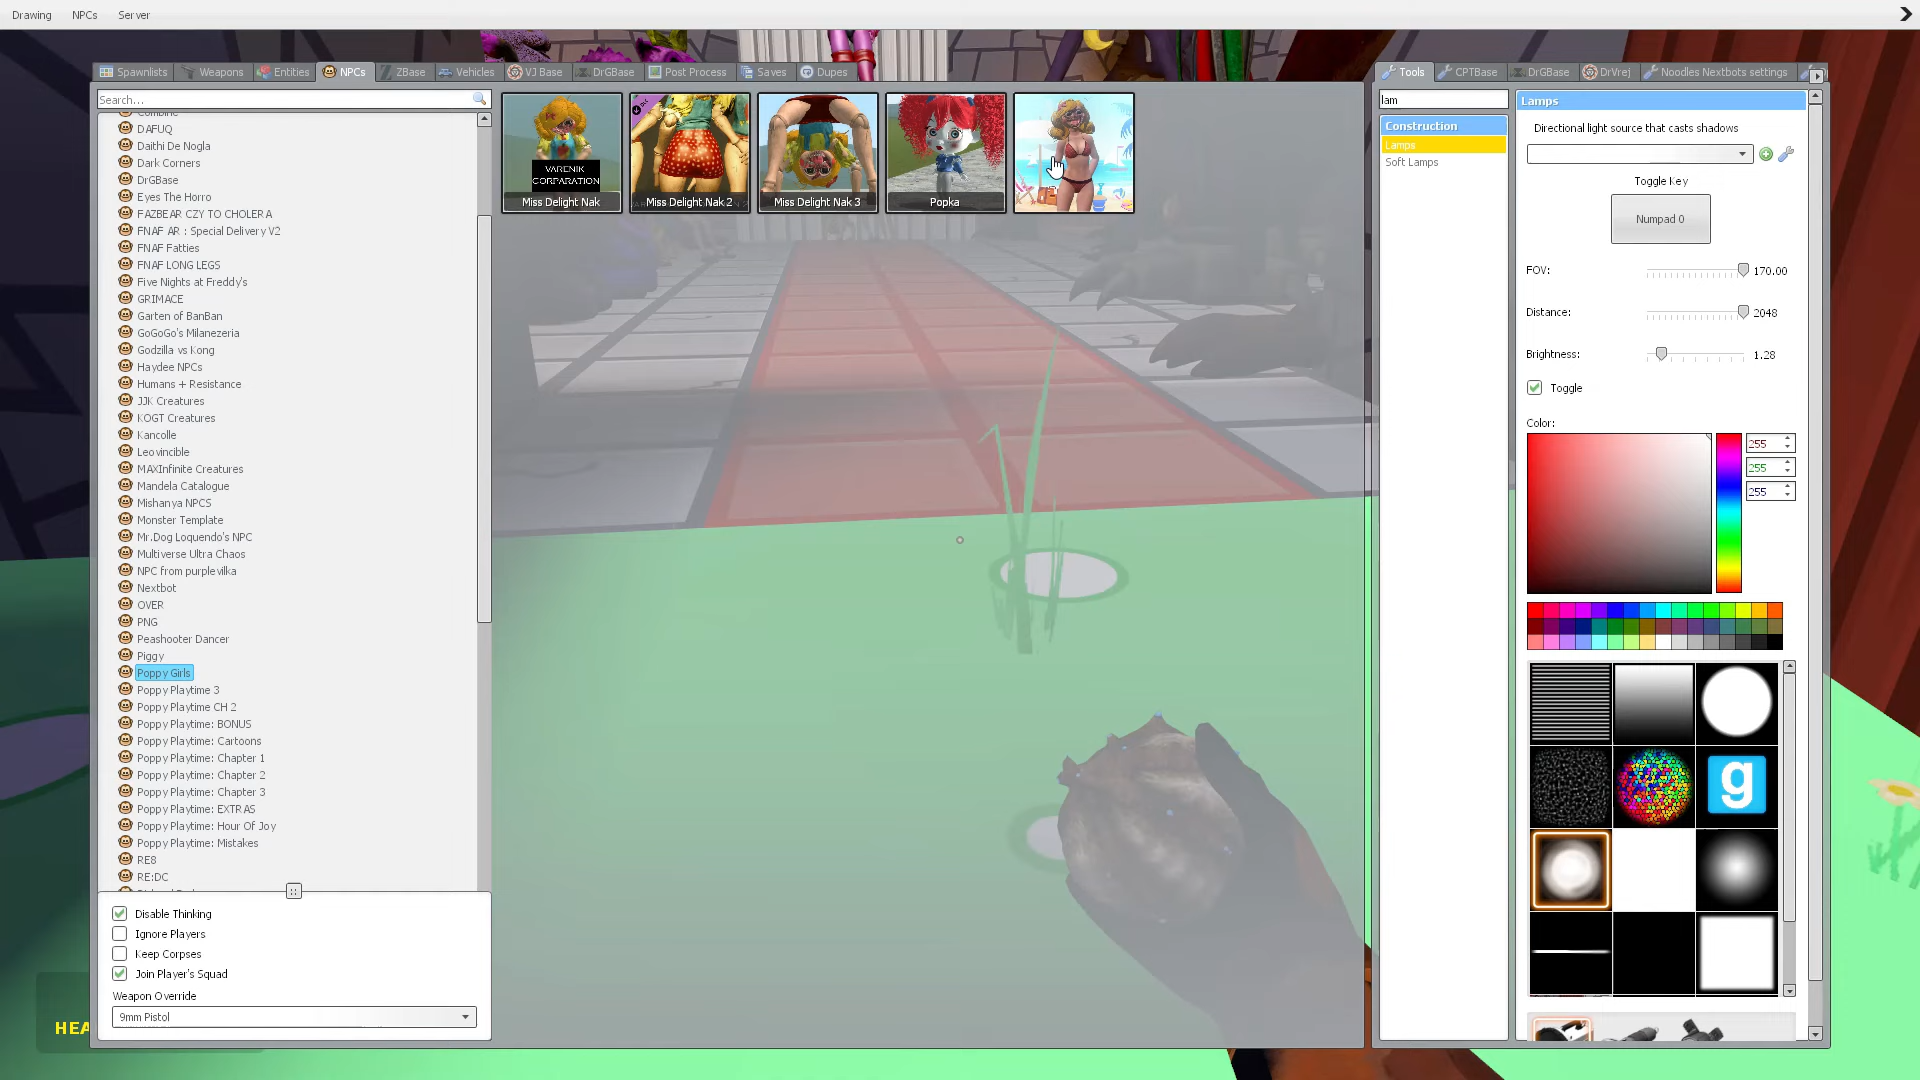 Drawing NPCs Server
Spawnlists Weapons Entities NPCs ZBase Vehicles VJ Base DrGBase Post Process Saves Dupes
Search...
DAFUQ
Daithi De Nogla
Dark Corners
DrGBase
Eyes The Horro
FAZBEAR CZY TO CHOLERA
FNAF AR : Special Delivery V2
FNAF Fatties
FNAF LONG LEGS
Five Nights at Freddy's
GRIMACE
Garten of BanBan
GoGoGo's Milanezeria
Godzilla vs Kong
Haydee NPCs
Humans + Resistance
JJK Creatures
KOGT Creatures
Kancolle
Leovincible
MAXInfinite Creatures
Mandela Catalogue
Mishanya NPCS
Monster Template
Mr.Dog Loquendo's NPC
Multiverse Ultra Chaos
NPC from purplevilka
Nextbot
OVER
PNG
Peashooter Dancer
Piggy
Poppy Girls
Poppy Playtime 3
Poppy Playtime CH 2
Poppy Playtime: BONUS
Poppy Playtime: Cartoons
Poppy Playtime: Chapter 1
Poppy Playtime: Chapter 2
Poppy Playtime: Chapter 3
Poppy Playtime: EXTRAS
Poppy Playtime: Hour Of Joy
Poppy Playtime: Mistakes
RE8
RE:DC
Disable Thinking
Ignore Players
Keep Corpses
Join Player's Squad
Weapon Override
9mm Pistol
HEA
VARENIK
CORPARATION
Miss Delight Nak
Miss Delight Nak 2
Miss Delight Nak 3
Popka
Tools CPTBase DrGBase DrVrej Noodles Nextbots settings
lam
Construction
Lamps
Soft Lamps
Lamps
Directional light source that casts shadows
Toggle Key
Numpad 0
FOV: 170.00
Distance: 2048
Brightness: 1.28
Toggle
Color:
255
255
255
g